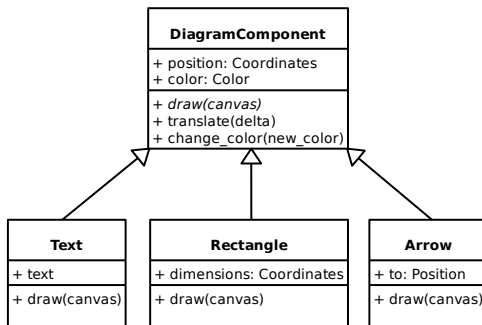 DiagramComponent
+ position: Coordinates
+ color: Color
+ draw(canvas)
+ translate(delta)
+ change_color(new_color)
Text
+ text
+ draw(canvas)
Rectangle
+ dimensions: Coordinates
+ draw(canvas)
Arrow
+ to: Position
+ draw(canvas)